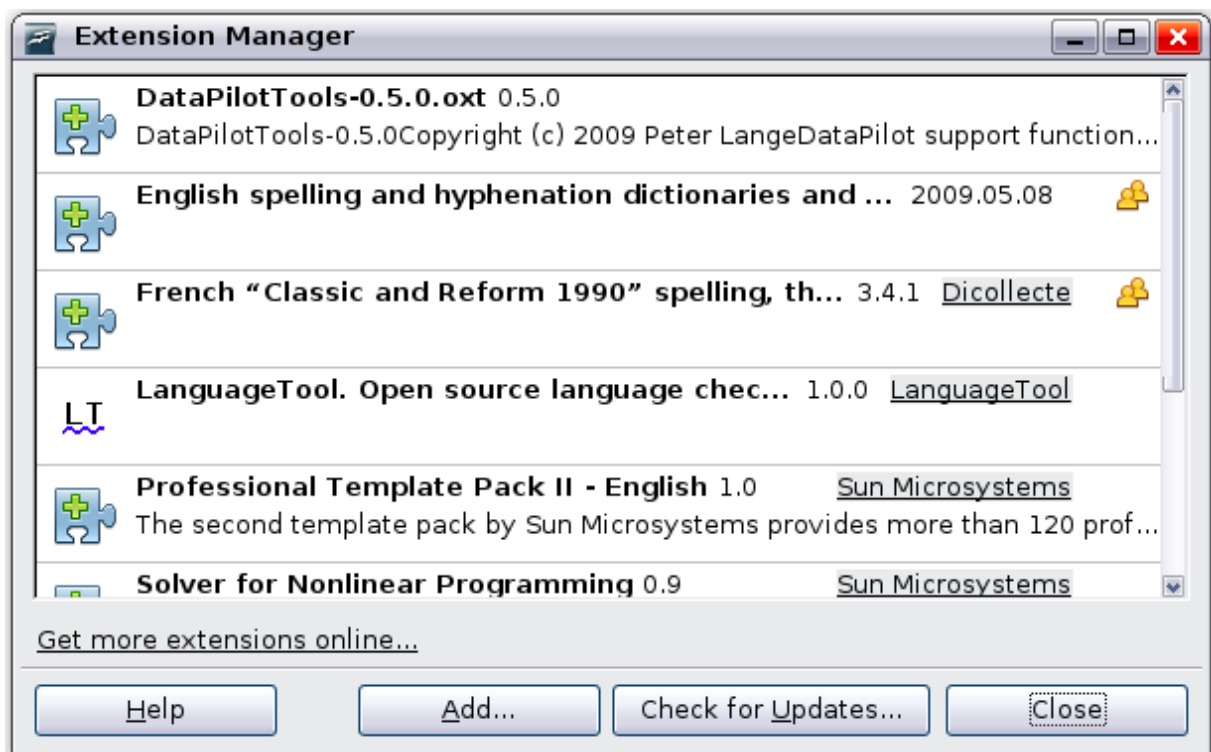 Extension Manager
DataPilotTools-0.5.0.oxt 0.5.0
DataPilotTools-0.5.0Copyright (c) 2009 Peter LangeDataPilot support function...
English spelling and hyphenation dictionaries and ... 2009.05.08
French “Classic and Reform 1990” spelling, th... 3.4.1 Dicollecte
LT
LanguageTool. Open source language chec... 1.0.0 LanguageTool
Professional Template Pack II - English 1.0 Sun Microsystems
The second template pack by Sun Microsystems provides more than 120 prof...
Solver for Nonlinear Programming 0.9 Sun Microsystems
Get more extensions online...
Help Add... Check for Updates... Close